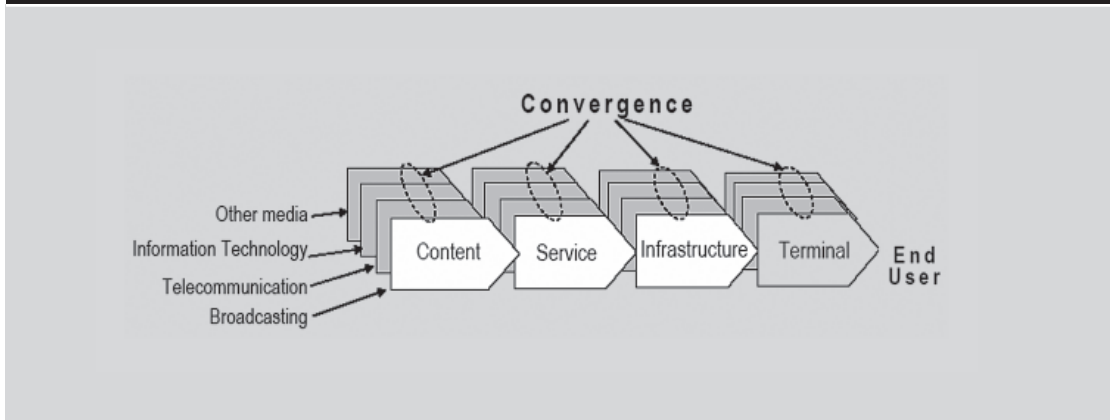 Convergence
Other media
Information Technology
Telecommunication
Broadcasting
Content
Service
Infrastructure
Terminal
End
User